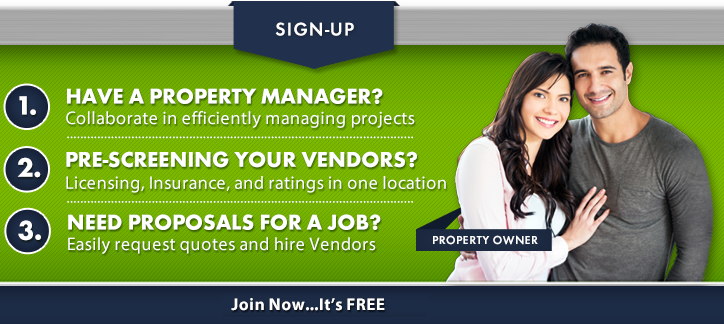 SIGN-UP
1. HAVE A PROPERTY MANAGER?
Collaborate in efficiently managing projects
2. PRE-SCREENING YOUR VENDORS?
Licensing, Insurance, and ratings in one location
3. NEED PROPOSALS FOR A JOB?
Easily request quotes and hire Vendors
PROPERTY OWNER
Join Now...It's FREE